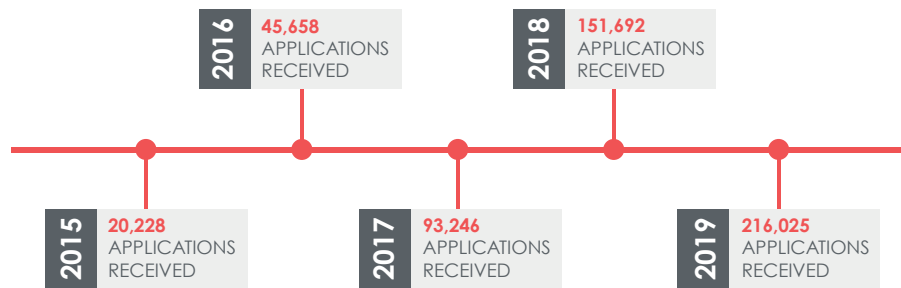 2016
45,658
APPLICATIONS
RECEIVED
2018
151,692
APPLICATIONS
RECEIVED
2015
20,228
APPLICATIONS
RECEIVED
2017
93,246
APPLICATIONS
RECEIVED
2019
216,025
APPLICATIONS
RECEIVED